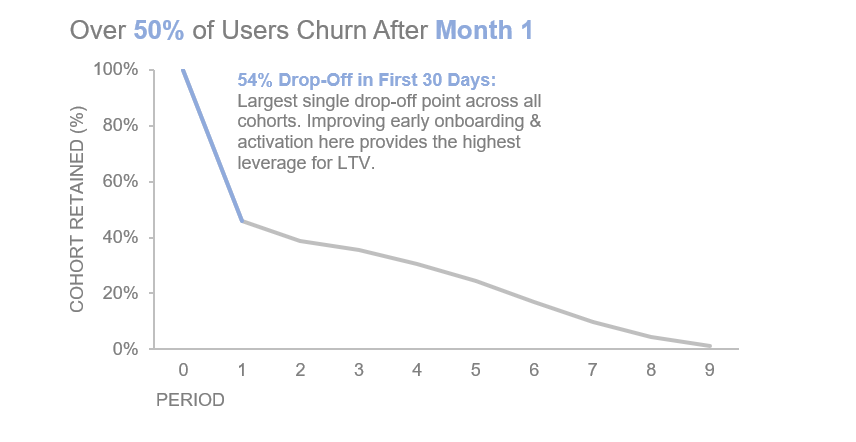 Over 50% of Users Churn After Month 1
54% Drop-Off in First 30 Days:
Largest single drop-off point across all
cohorts. Improving early onboarding &
activation here provides the highest
leverage for LTV.
COHORT RETAINED (%)
100%
80%
60%
40%
20%
0%
0 1 2 3 4 5 6 7 8 9
PERIOD